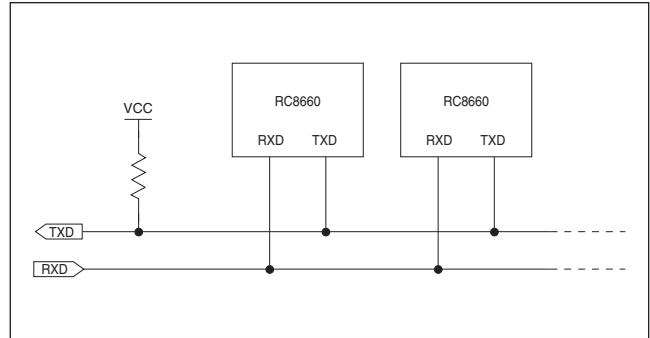 RC8660
RC8660
VCC
RXD TXD
RXD TXD
TXD
RXD